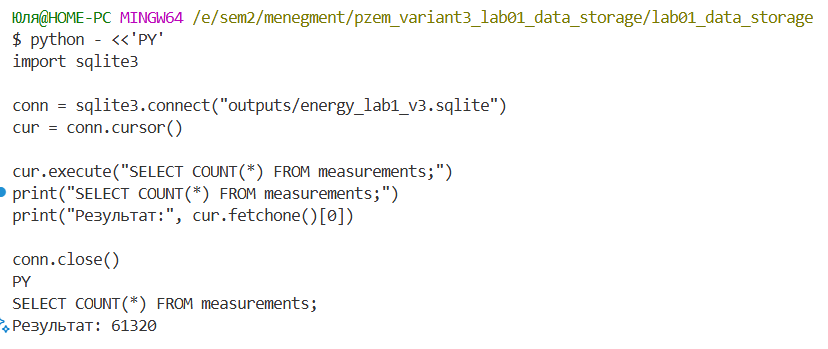 Юля@HOME-PC MINGW64 /e/sem2/menegment/pzem_variant3_lab01_data_storage/lab01_data_storage
$ python - <<'PY'
import sqlite3
conn = sqlite3.connect("outputs/energy_lab1_v3.sqlite")
cur = conn.cursor()
cur.execute("SELECT COUNT(*) FROM measurements;")
print("SELECT COUNT(*) FROM measurements;")
print("Результат:", cur.fetchone()[0])
conn.close()
PY
SELECT COUNT(*) FROM measurements;
Результат: 61320